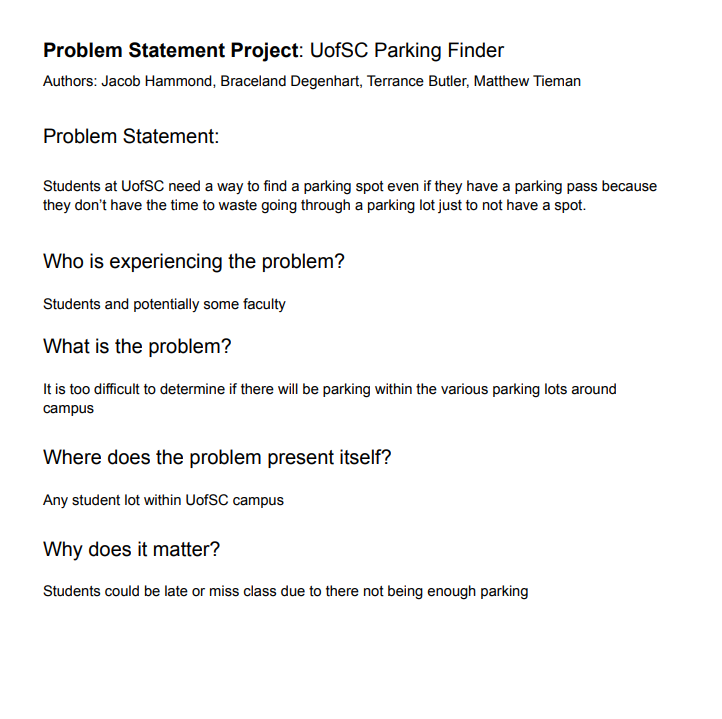 Problem Statement Project: UofSC Parking Finder
Authors: Jacob Hammond, Braceland Degenhart, Terrance Butler, Matthew Tieman
Problem Statement:
Students at UofSC need a way to find a parking spot even if they have a parking pass because
they don’t have the time to waste going through a parking lot just to not have a spot.
Who is experiencing the problem?
Students and potentially some faculty
What is the problem?
It is too difficult to determine if there will be parking within the various parking lots around
campus
Where does the problem present itself?
Any student lot within UofSC campus
Why does it matter?
Students could be late or miss class due to there not being enough parking